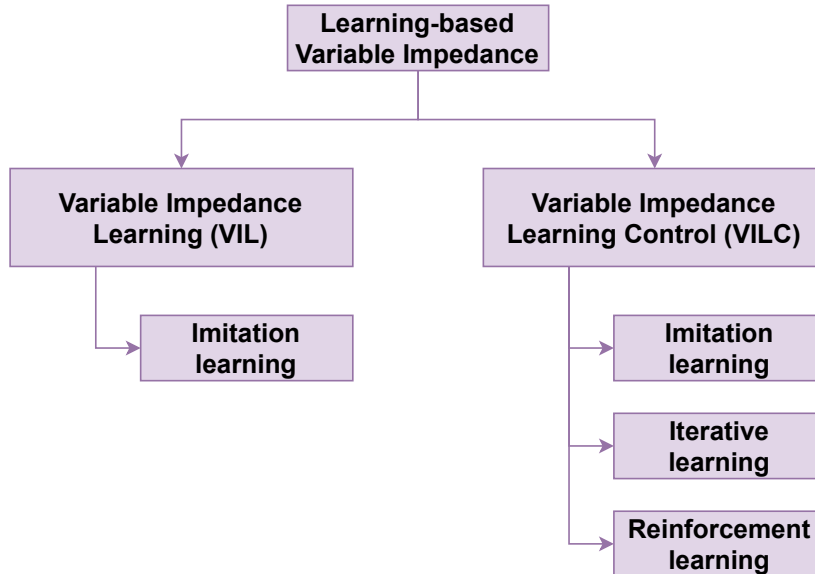 Learning-based
Variable Impedance
Variable Impedance
Learning (VIL)
Variable Impedance
Learning Control (VILC)
Imitation
learning
Imitation
learning
Iterative
learning
Reinforcement
learning